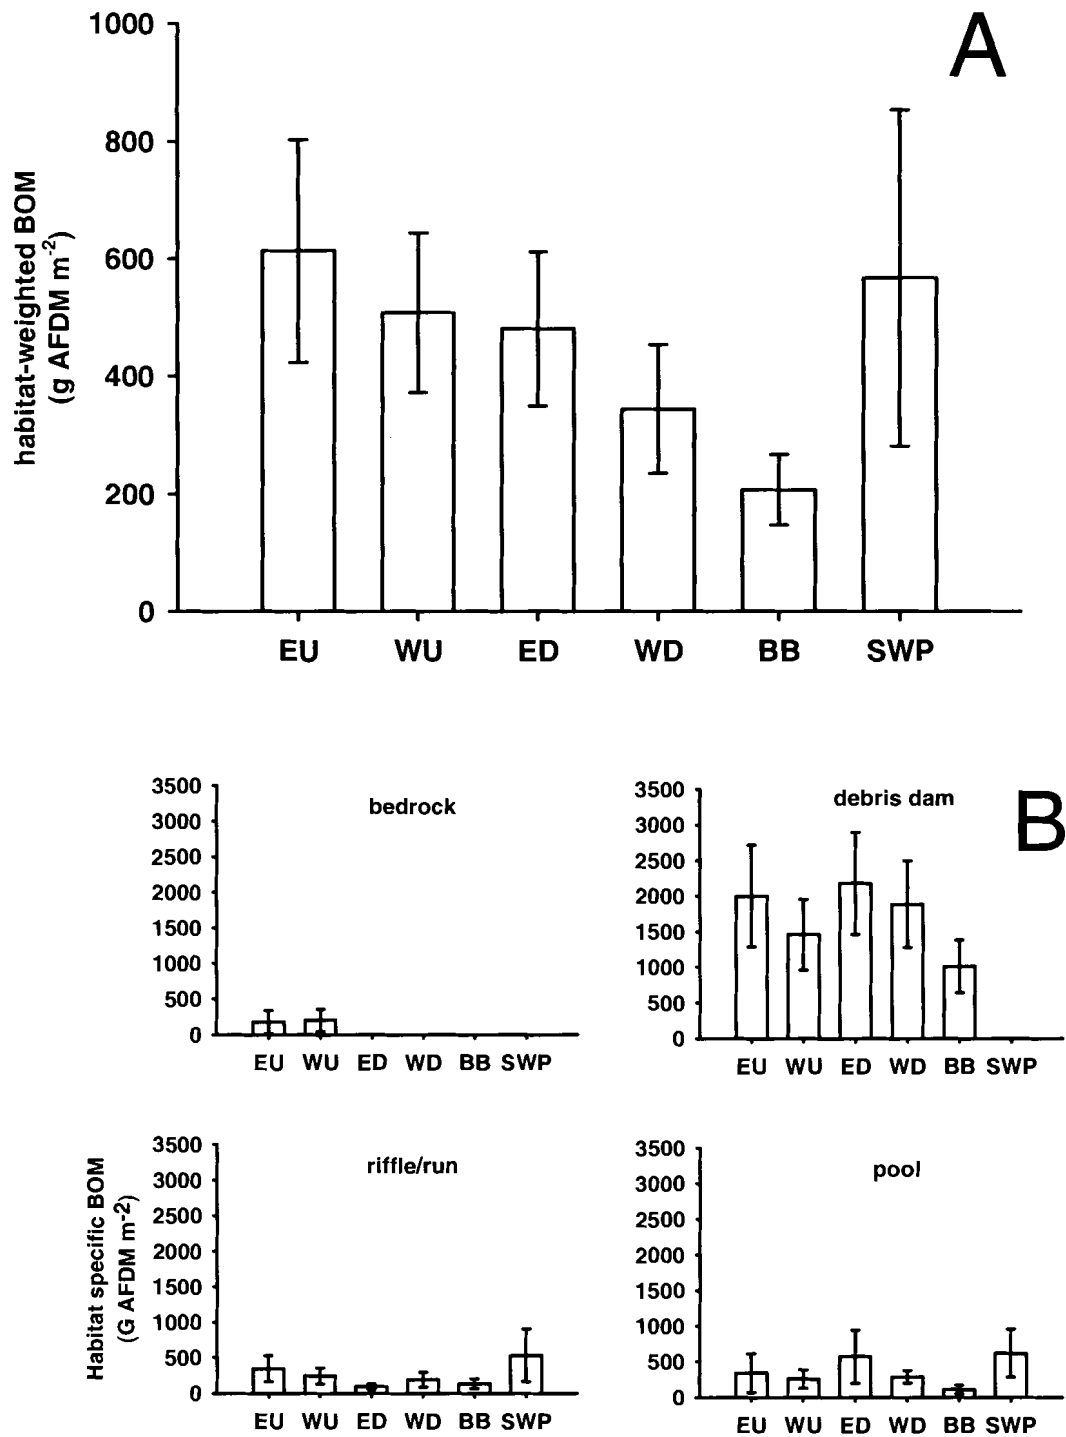 A
1000
800
600
400
200
0
habitat-weighted BOM
(g AFDM m-2)
EU WU ED WD BB SWP
B
bedrock
3500
3000
2500
2000
1500
1000
500
0
EU WU ED WD BB SWP
debris dam
3500
3000
2500
2000
1500
1000
500
0
EU WU ED WD BB SWP
Habitat specific BOM
(G AFDM m-2)
riffle/run
3500
3000
2500
2000
1500
1000
500
0
EU WU ED WD BB SWP
pool
3500
3000
2500
2000
1500
1000
500
0
EU WU ED WD BB SWP